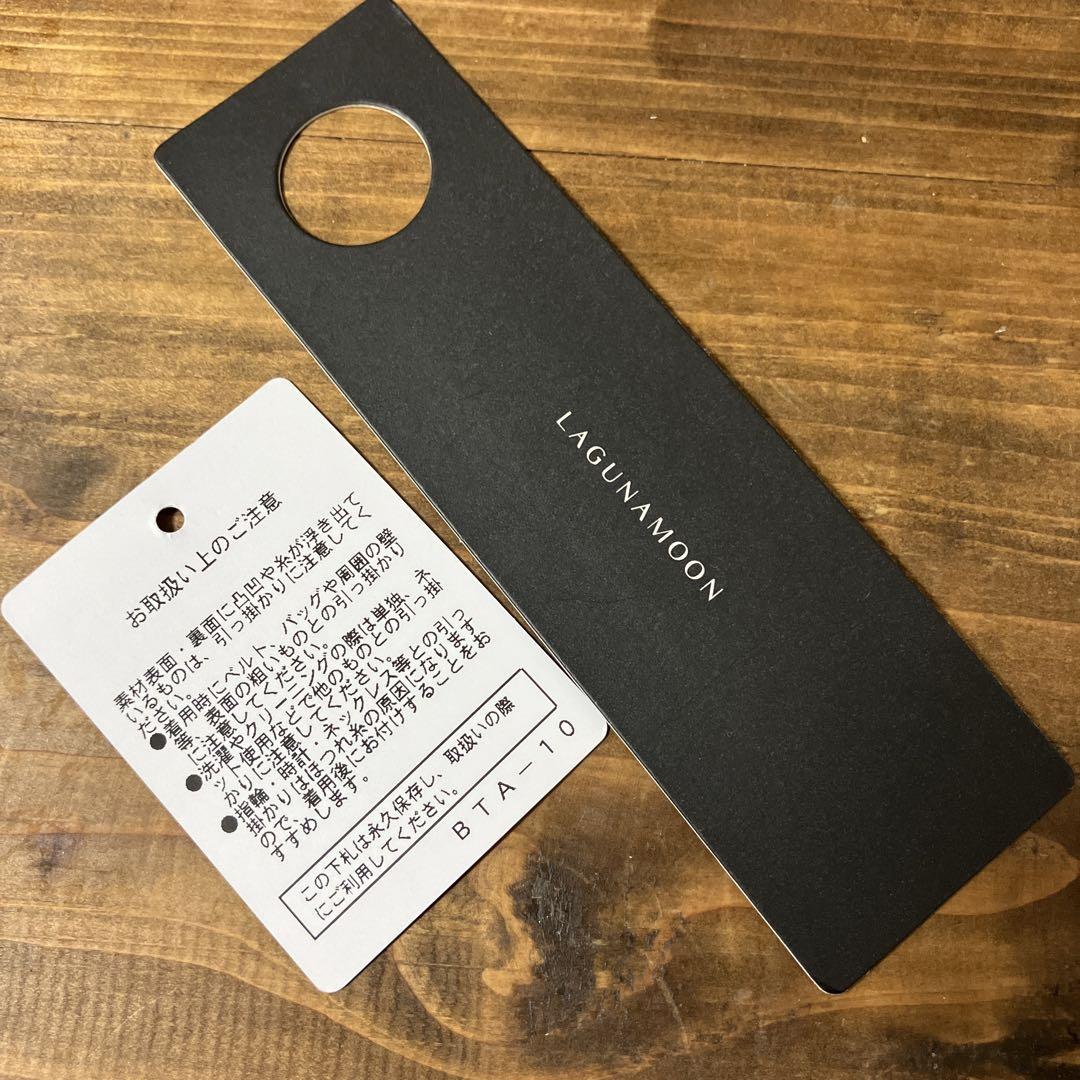 LAGUNAMOON
お取扱い上のご注意
素材表面・裏面に凸凹や糸が浮き出て
いるものは、引っ掛かりに注意してく
ださい。
●着用時にベルト、バッグや周囲の壁
等、表面の粗いものとの引っ掛かり
に注意してください。
●洗濯やクリーニングの際は単独、ネ
ット使用などで他のものとの引っ掛
かりに注意してください。
●指輪・時計・ネックレス等との引っ
掛かりはつれ糸の原因になります
ので、着用後にお付けすることをお
すすめします。
この下札は永久保存し、取扱いの際
にご利用してください。
BTA－10